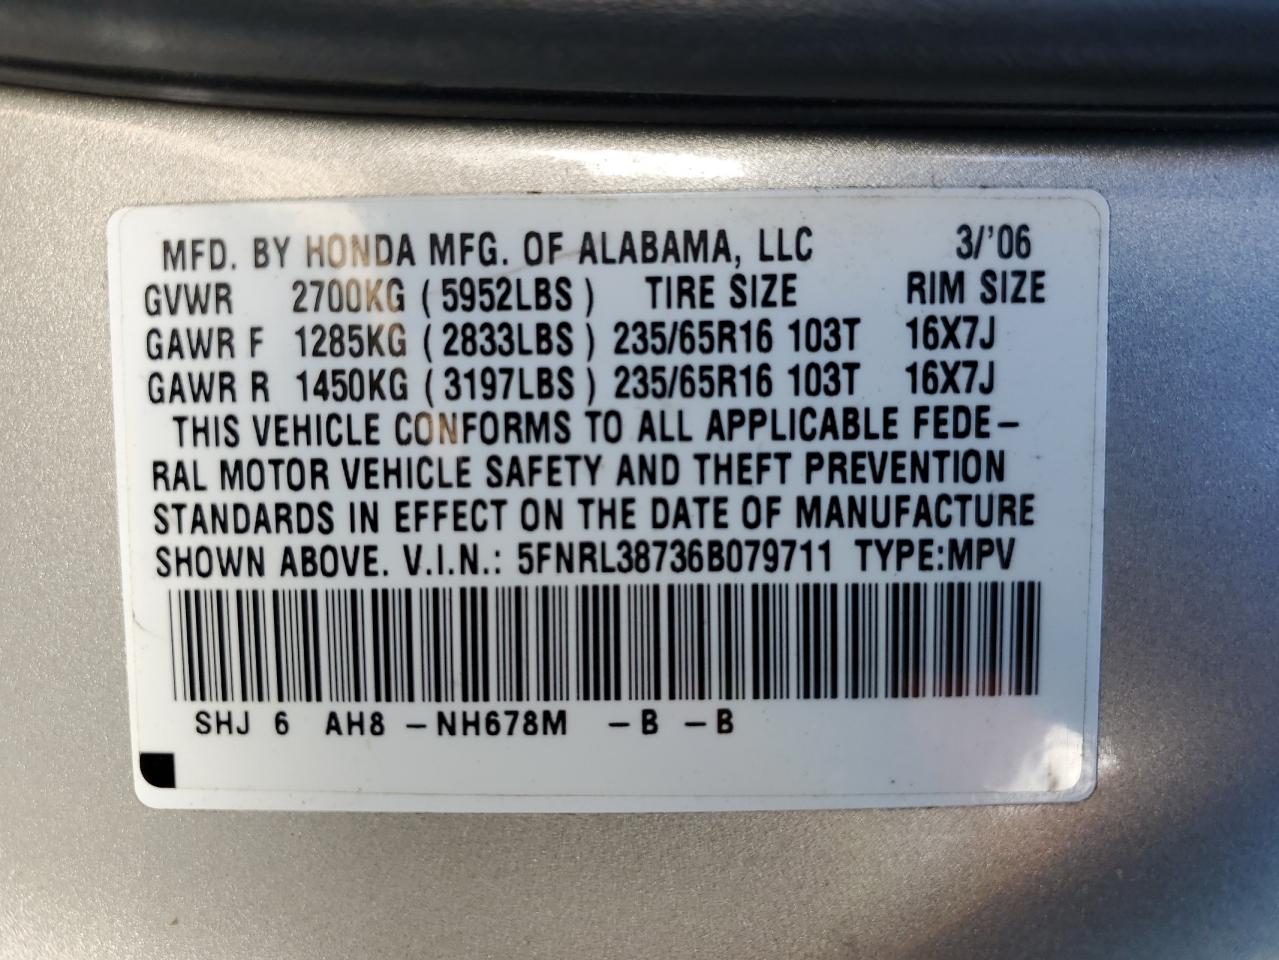 MFD. BY HONDA MFG. OF ALABAMA, LLC 3/'06
GVWR 2700KG (5952LBS) TIRE SIZE RIM SIZE
GAWR F 1285KG (2833LBS) 235/65R16 103T 16X7J
GAWR R 1450KG (3197LBS) 235/65R16 103T 16X7J
THIS VEHICLE CONFORMS TO ALL APPLICABLE FEDE-
RAL MOTOR VEHICLE SAFETY AND THEFT PREVENTION
STANDARDS IN EFFECT ON THE DATE OF MANUFACTURE
SHOWN ABOVE. V.I.N.: 5FNRL38736B079711 TYPE:MPV
SHJ 6 AH8 -NH678M -B -B